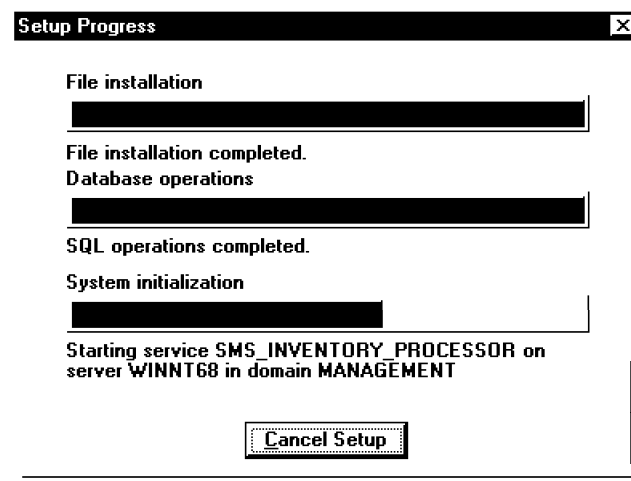 Setup Progress
File installation
File installation completed.
Database operations
SQL operations completed.
System initialization
Starting service SMS_INVENTORY_PROCESSOR on
server WINNT68 in domain MANAGEMENT
Cancel Setup